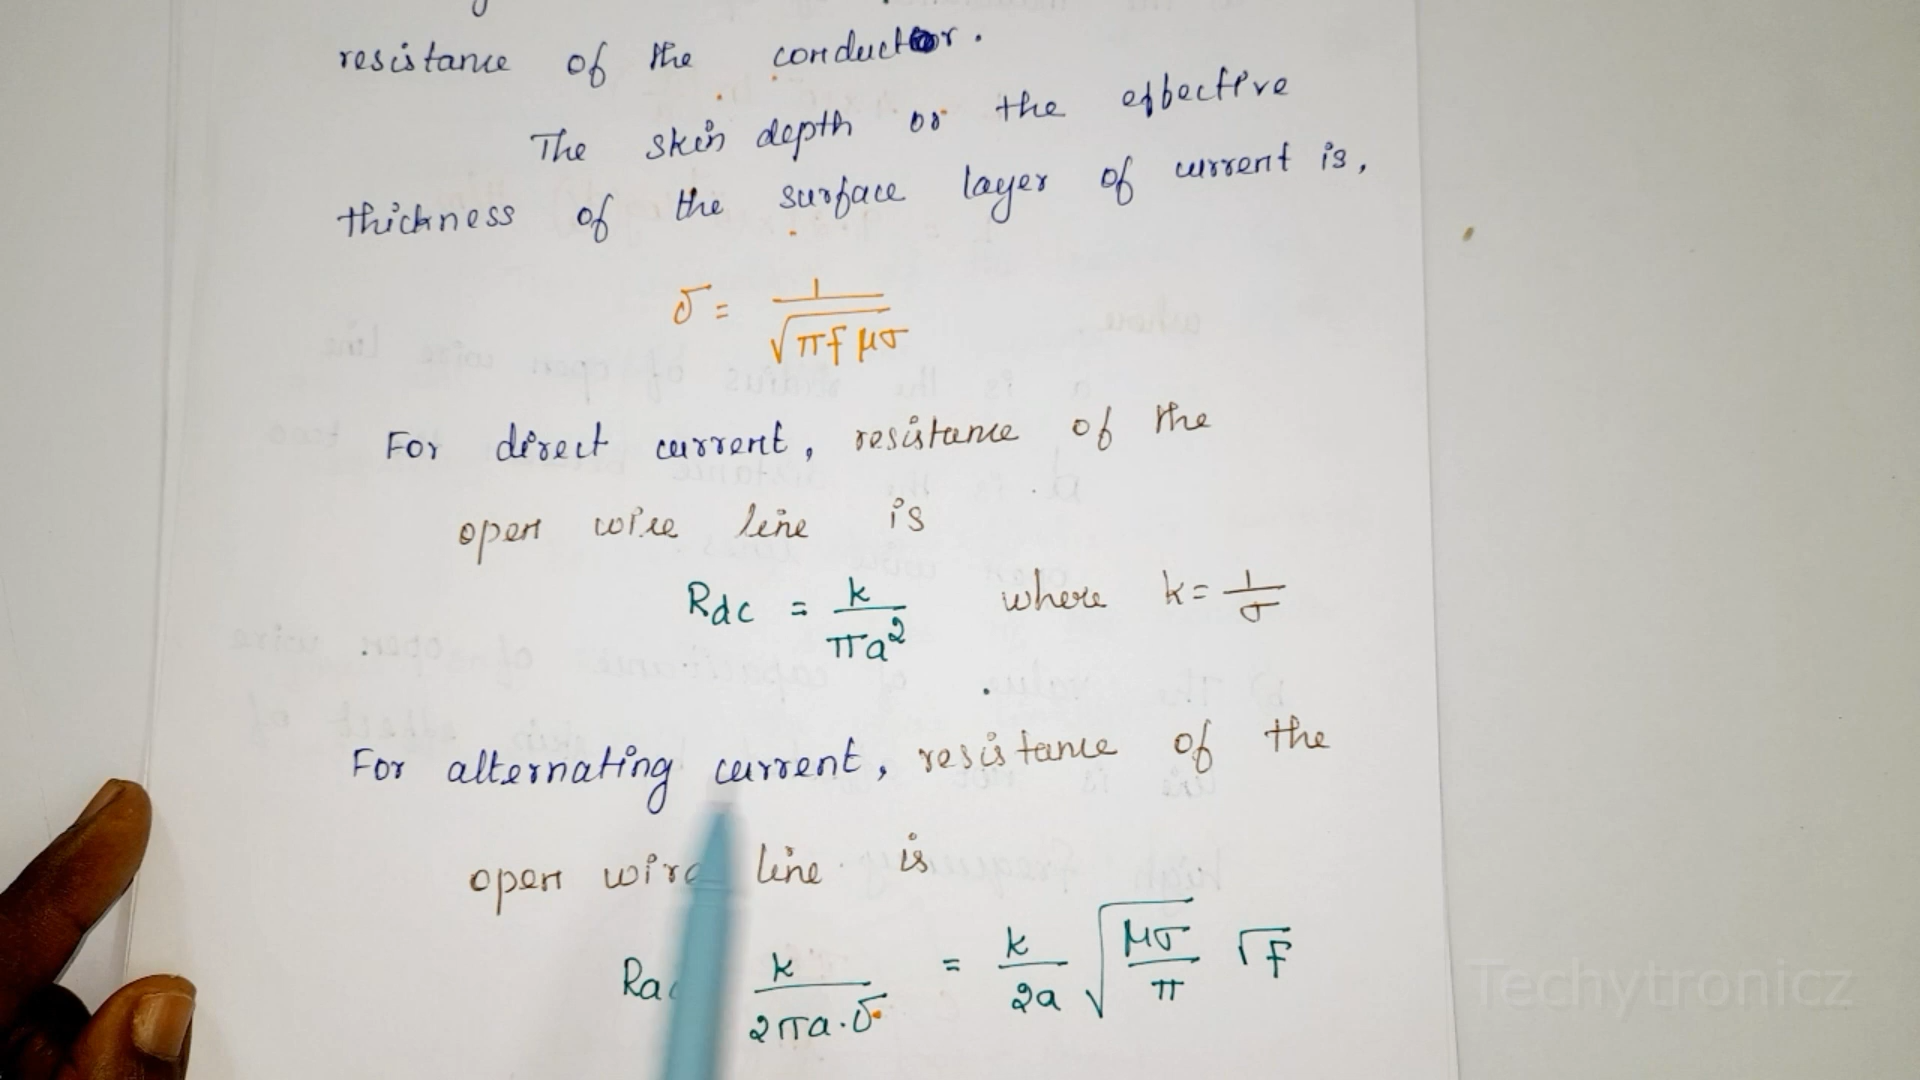 resistance of the conductor.
The skin depth or the effective
thickness of the surface layer of current is,
δ = 1/√(πfμσ)
For direct current, resistance of the
open wire line is
Rdc = k/πa² where k = 1/σ
For alternating current, resistance of the
open wire line is
Rac k/2πa.δ = k/2a √(μσ/π) √f
Techytronicz